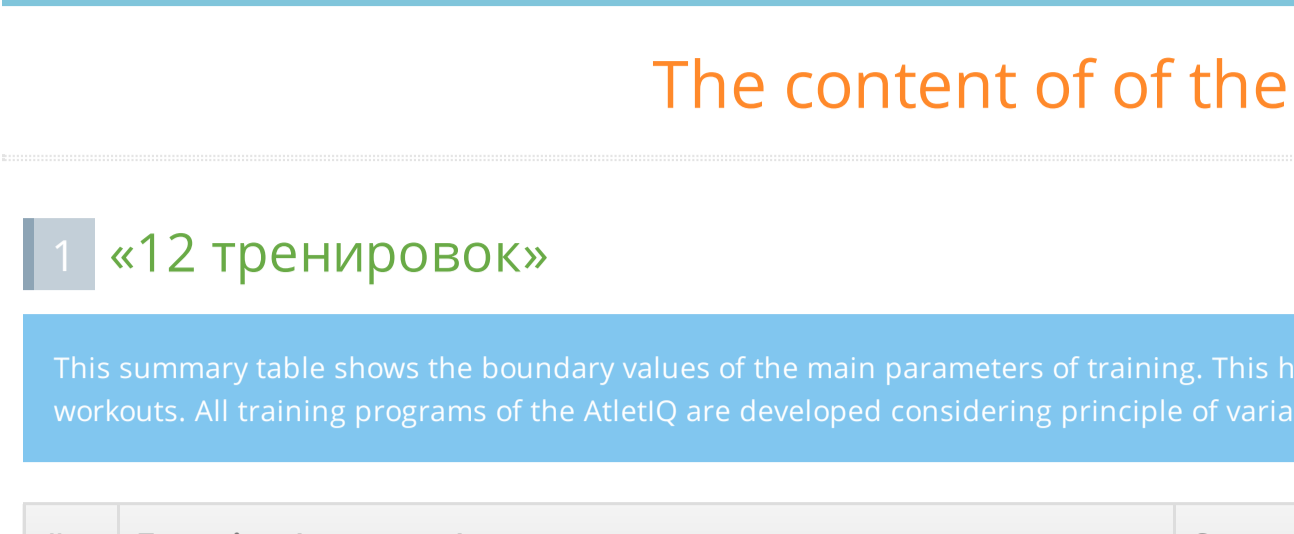 The content of of the
1 «12 тренировок»
This summary table shows the boundary values of the main parameters of training. This
workouts. All training programs of the AtletIQ are developed considering principle of